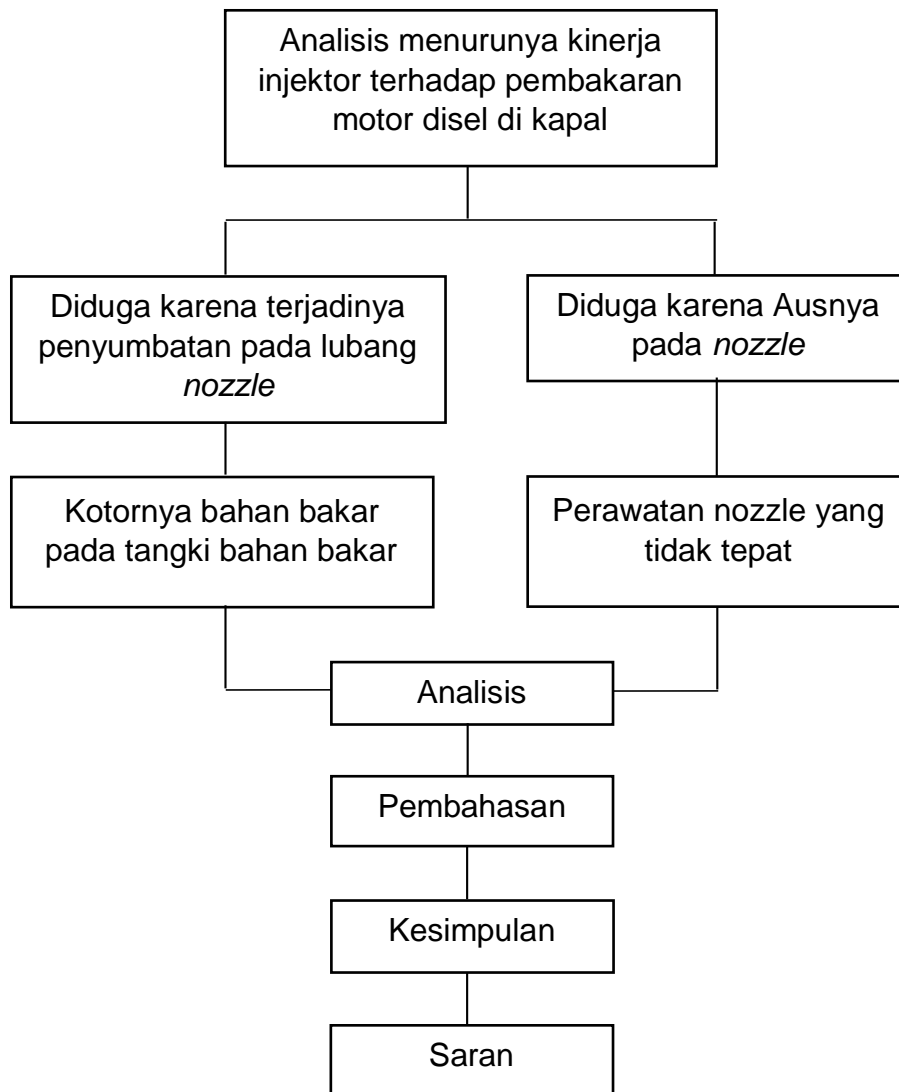 Analisis menurunya kinerja
injektor terhadap pembakaran
motor disel di kapal
Diduga karena terjadinya
penyumbatan pada lubang
nozzle
Diduga karena Ausnya
pada nozzle
Kotornya bahan bakar
pada tangki bahan bakar
Perawatan nozzle yang
tidak tepat
Analisis
Pembahasan
Kesimpulan
Saran